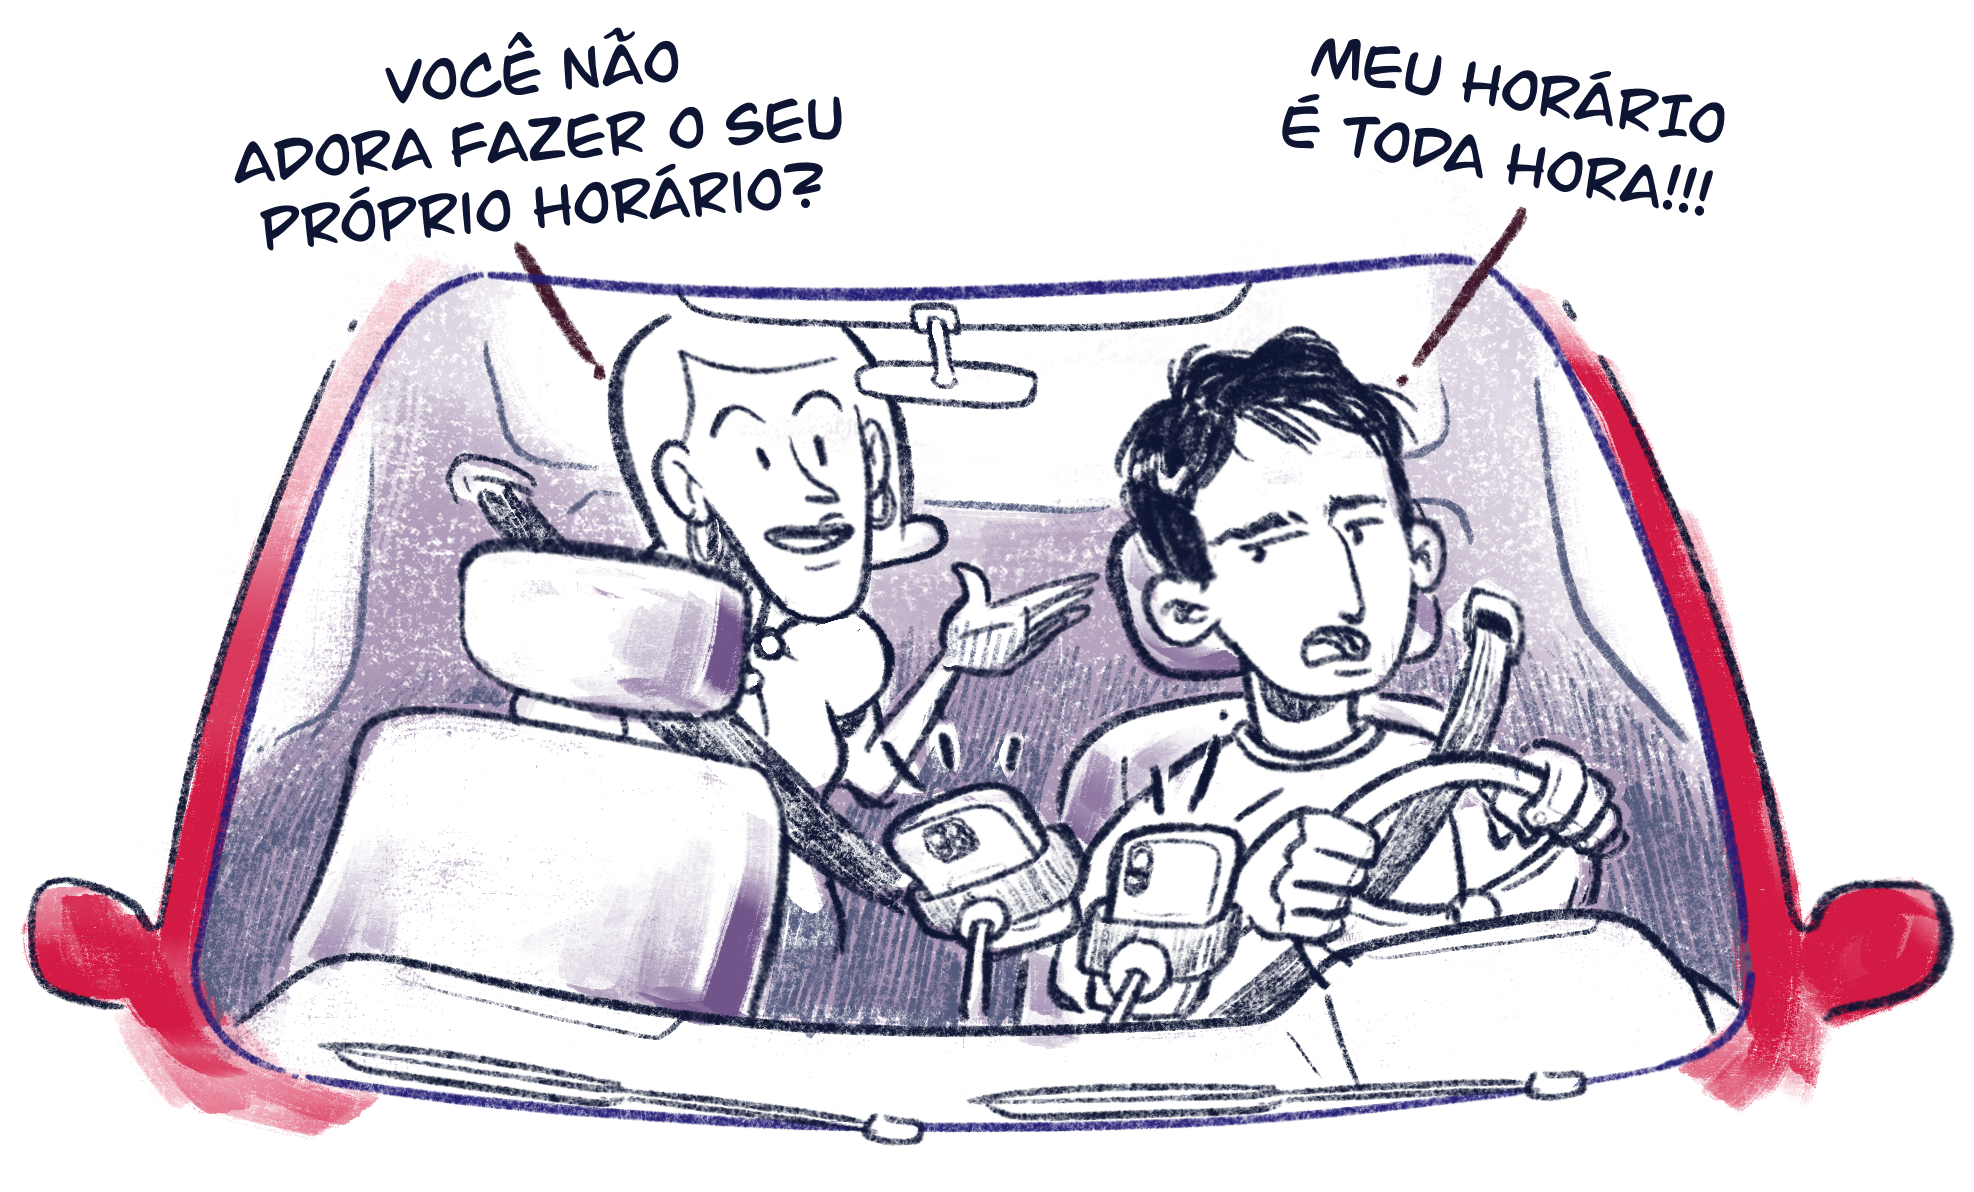 VOCÊ NÃO
ADORA FAZER O SEU
PRÓPRIO HORÁRIO?
MEU HORÁRIO
É TODA HORA!!!